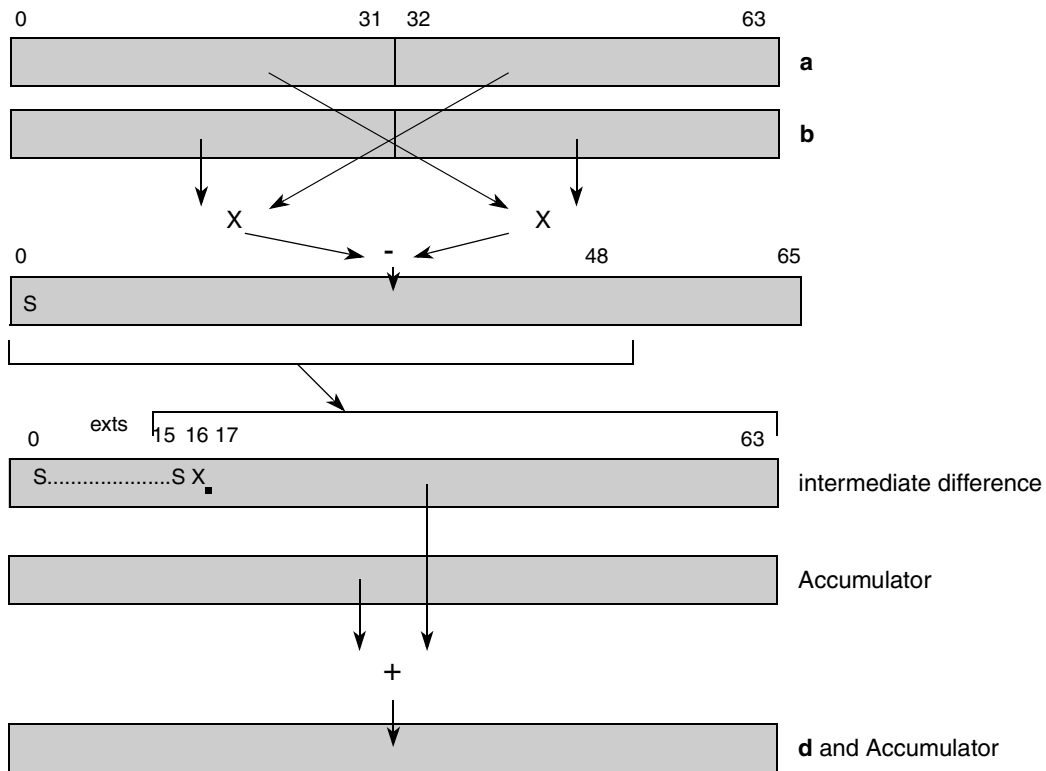 0 31 32 63
a
b
X X
0 - 48 65
S
exts
0 15 16 17 63
S.....................S X.
intermediate difference
Accumulator
+
d and Accumulator